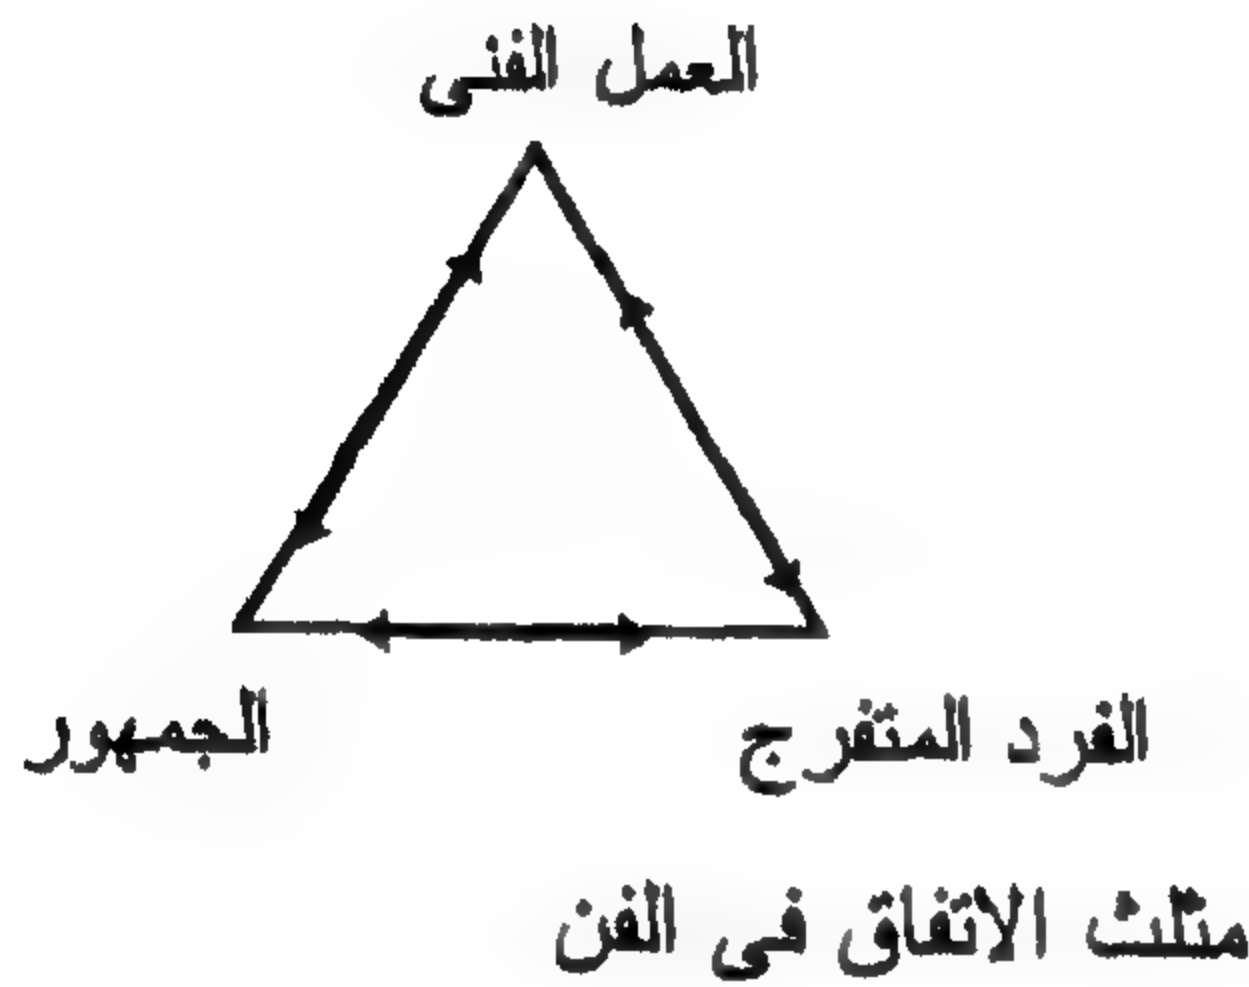 العمل الفنى
الفرد المتفرج
الجمهور
مثلث الاتفاق فى الفن